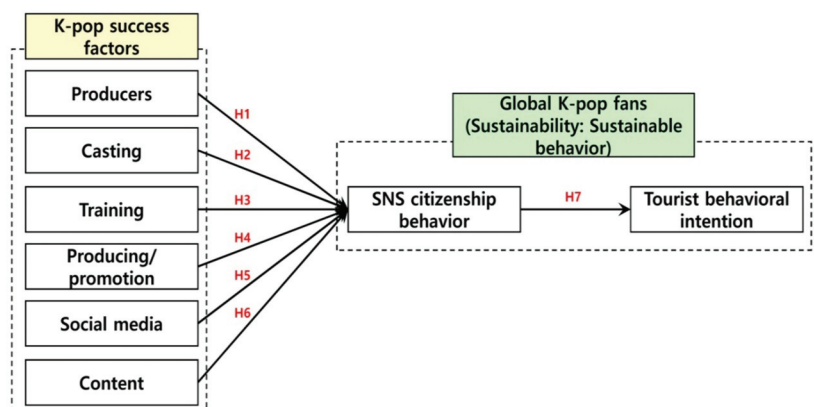 K-pop success
factors
Producers
Casting
Training
Producing/
promotion
Social media
Content
H1
H2
H3
H4
H5
H6
Global K-pop fans
(Sustainability: Sustainable
behavior)
SNS citizenship
behavior
H7
Tourist behavioral
intention